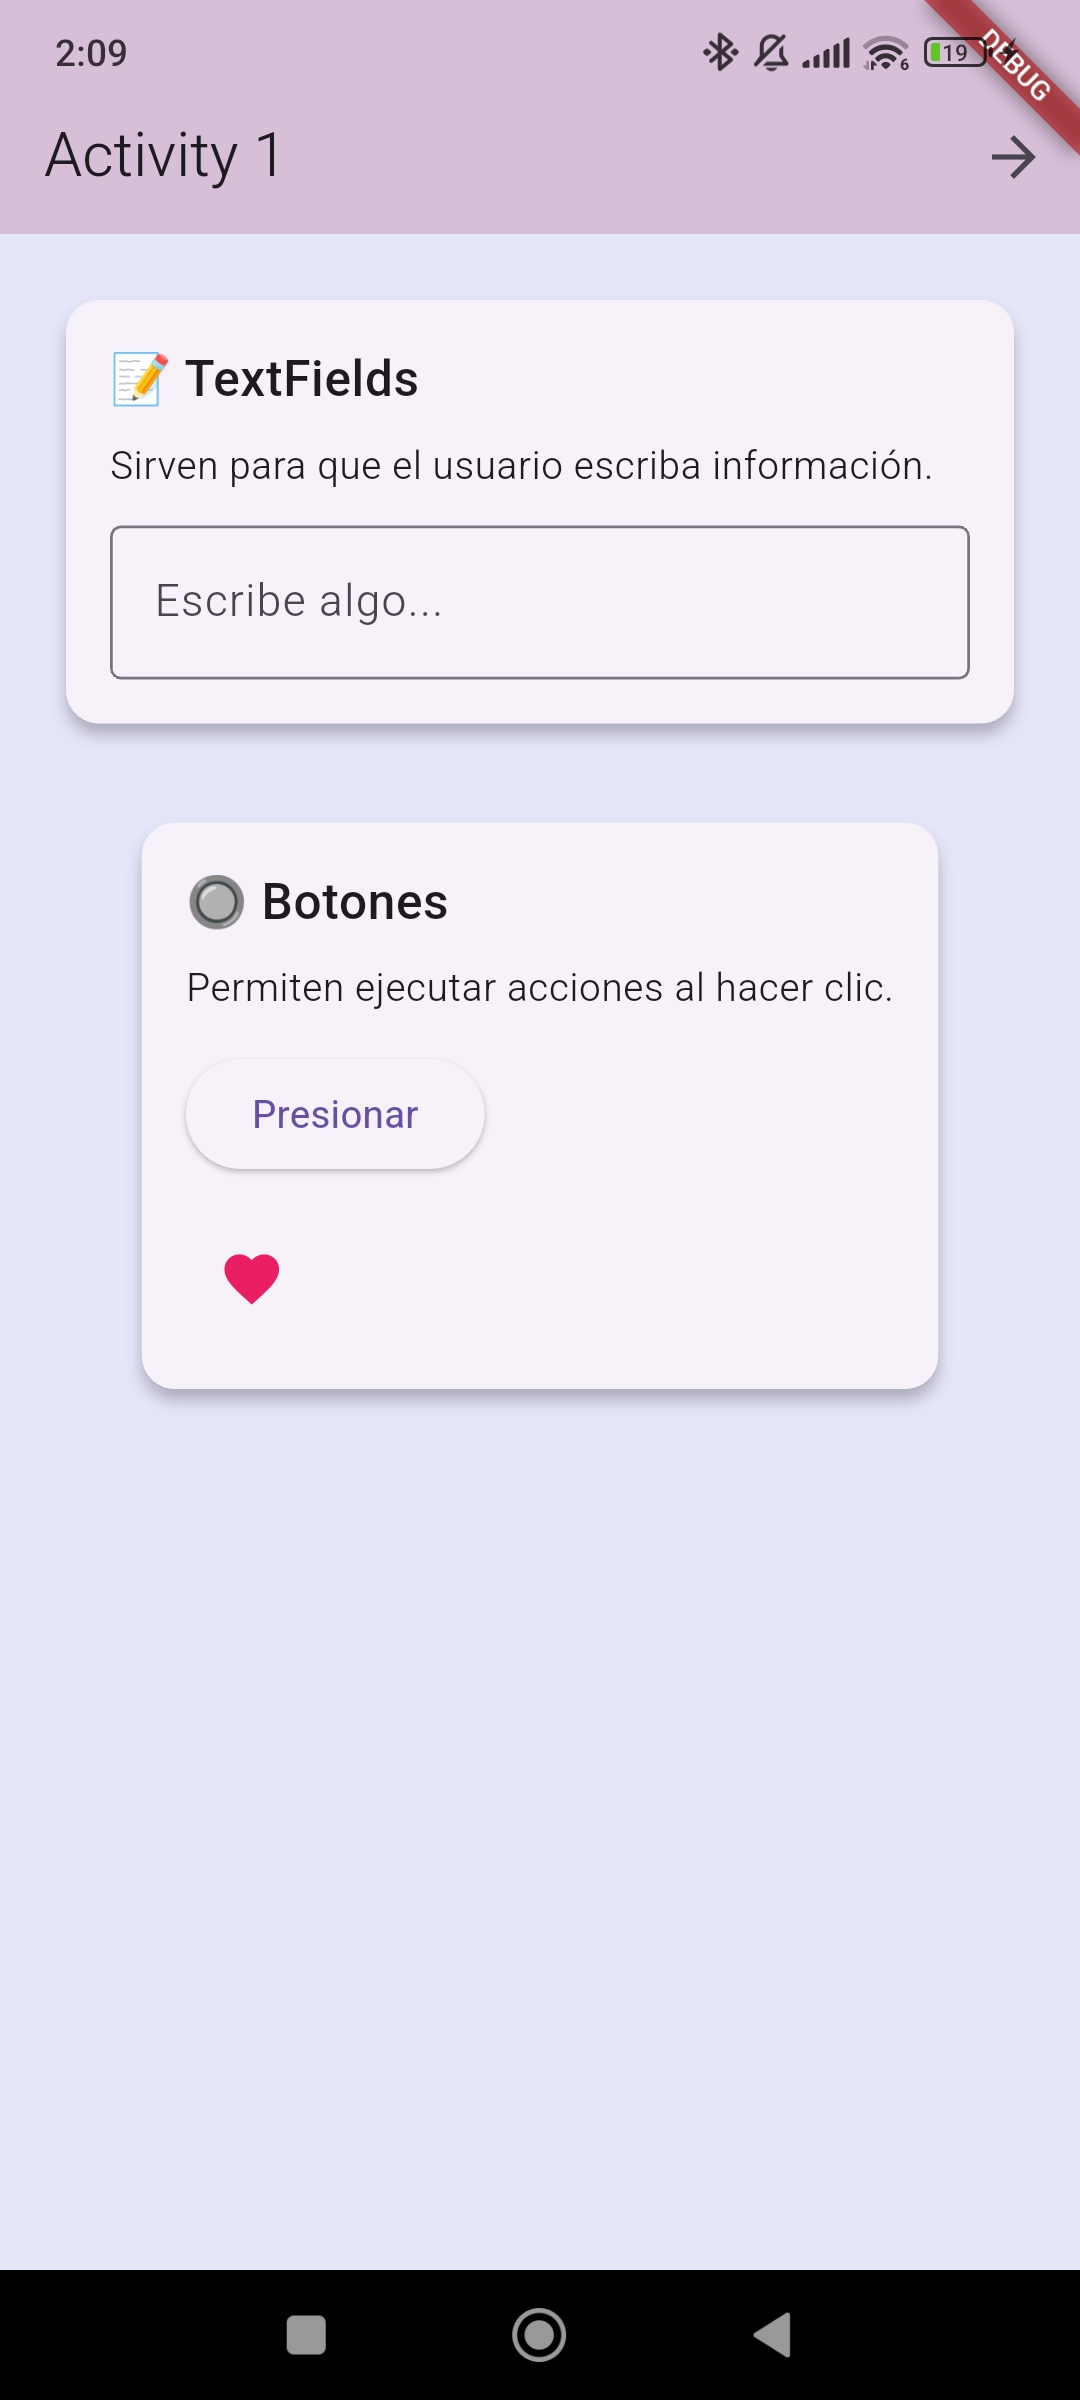 2:09
6
19
DEBUG
Activity 1
📝 TextFields
Sirven para que el usuario escriba información.
Escribe algo...
🔘 Botones
Permiten ejecutar acciones al hacer clic.
Presionar